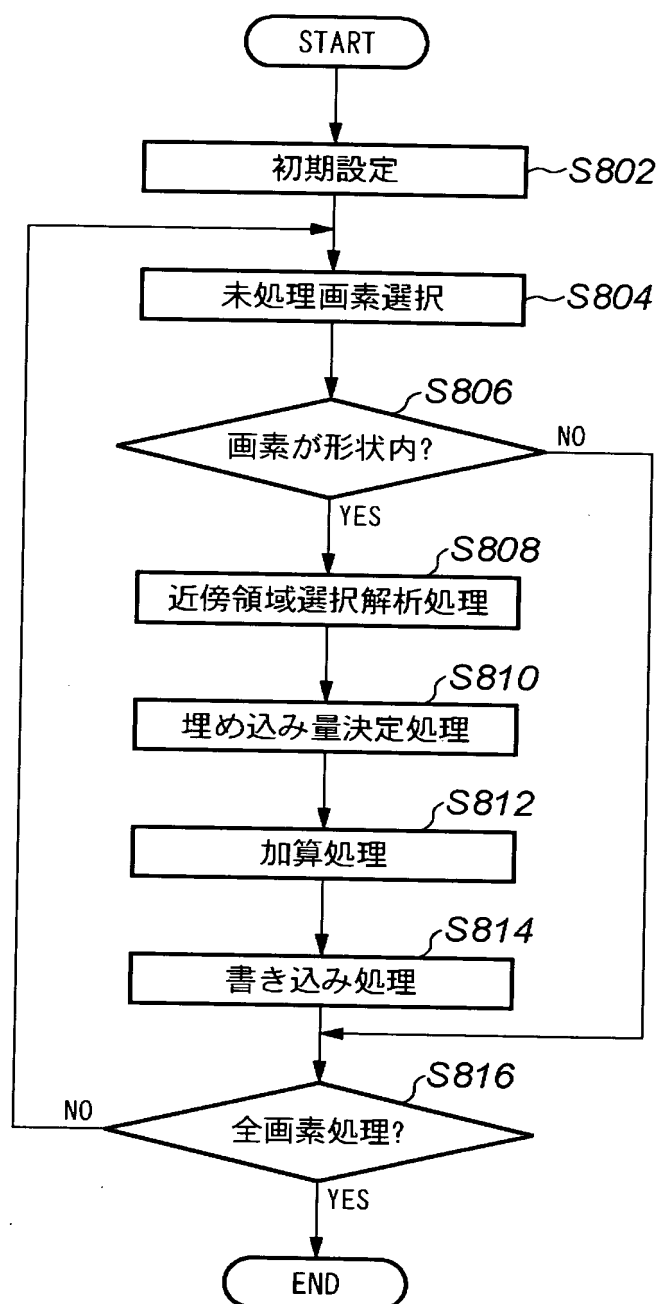 START
初期設定
S802
未処理画素選択
S804
S806
画素が形状内?
NO
YES
S808
近傍領域選択解析処理
S810
埋め込み量決定処理
S812
加算処理
S814
書き込み処理
S816
NO
全画素処理?
YES
END